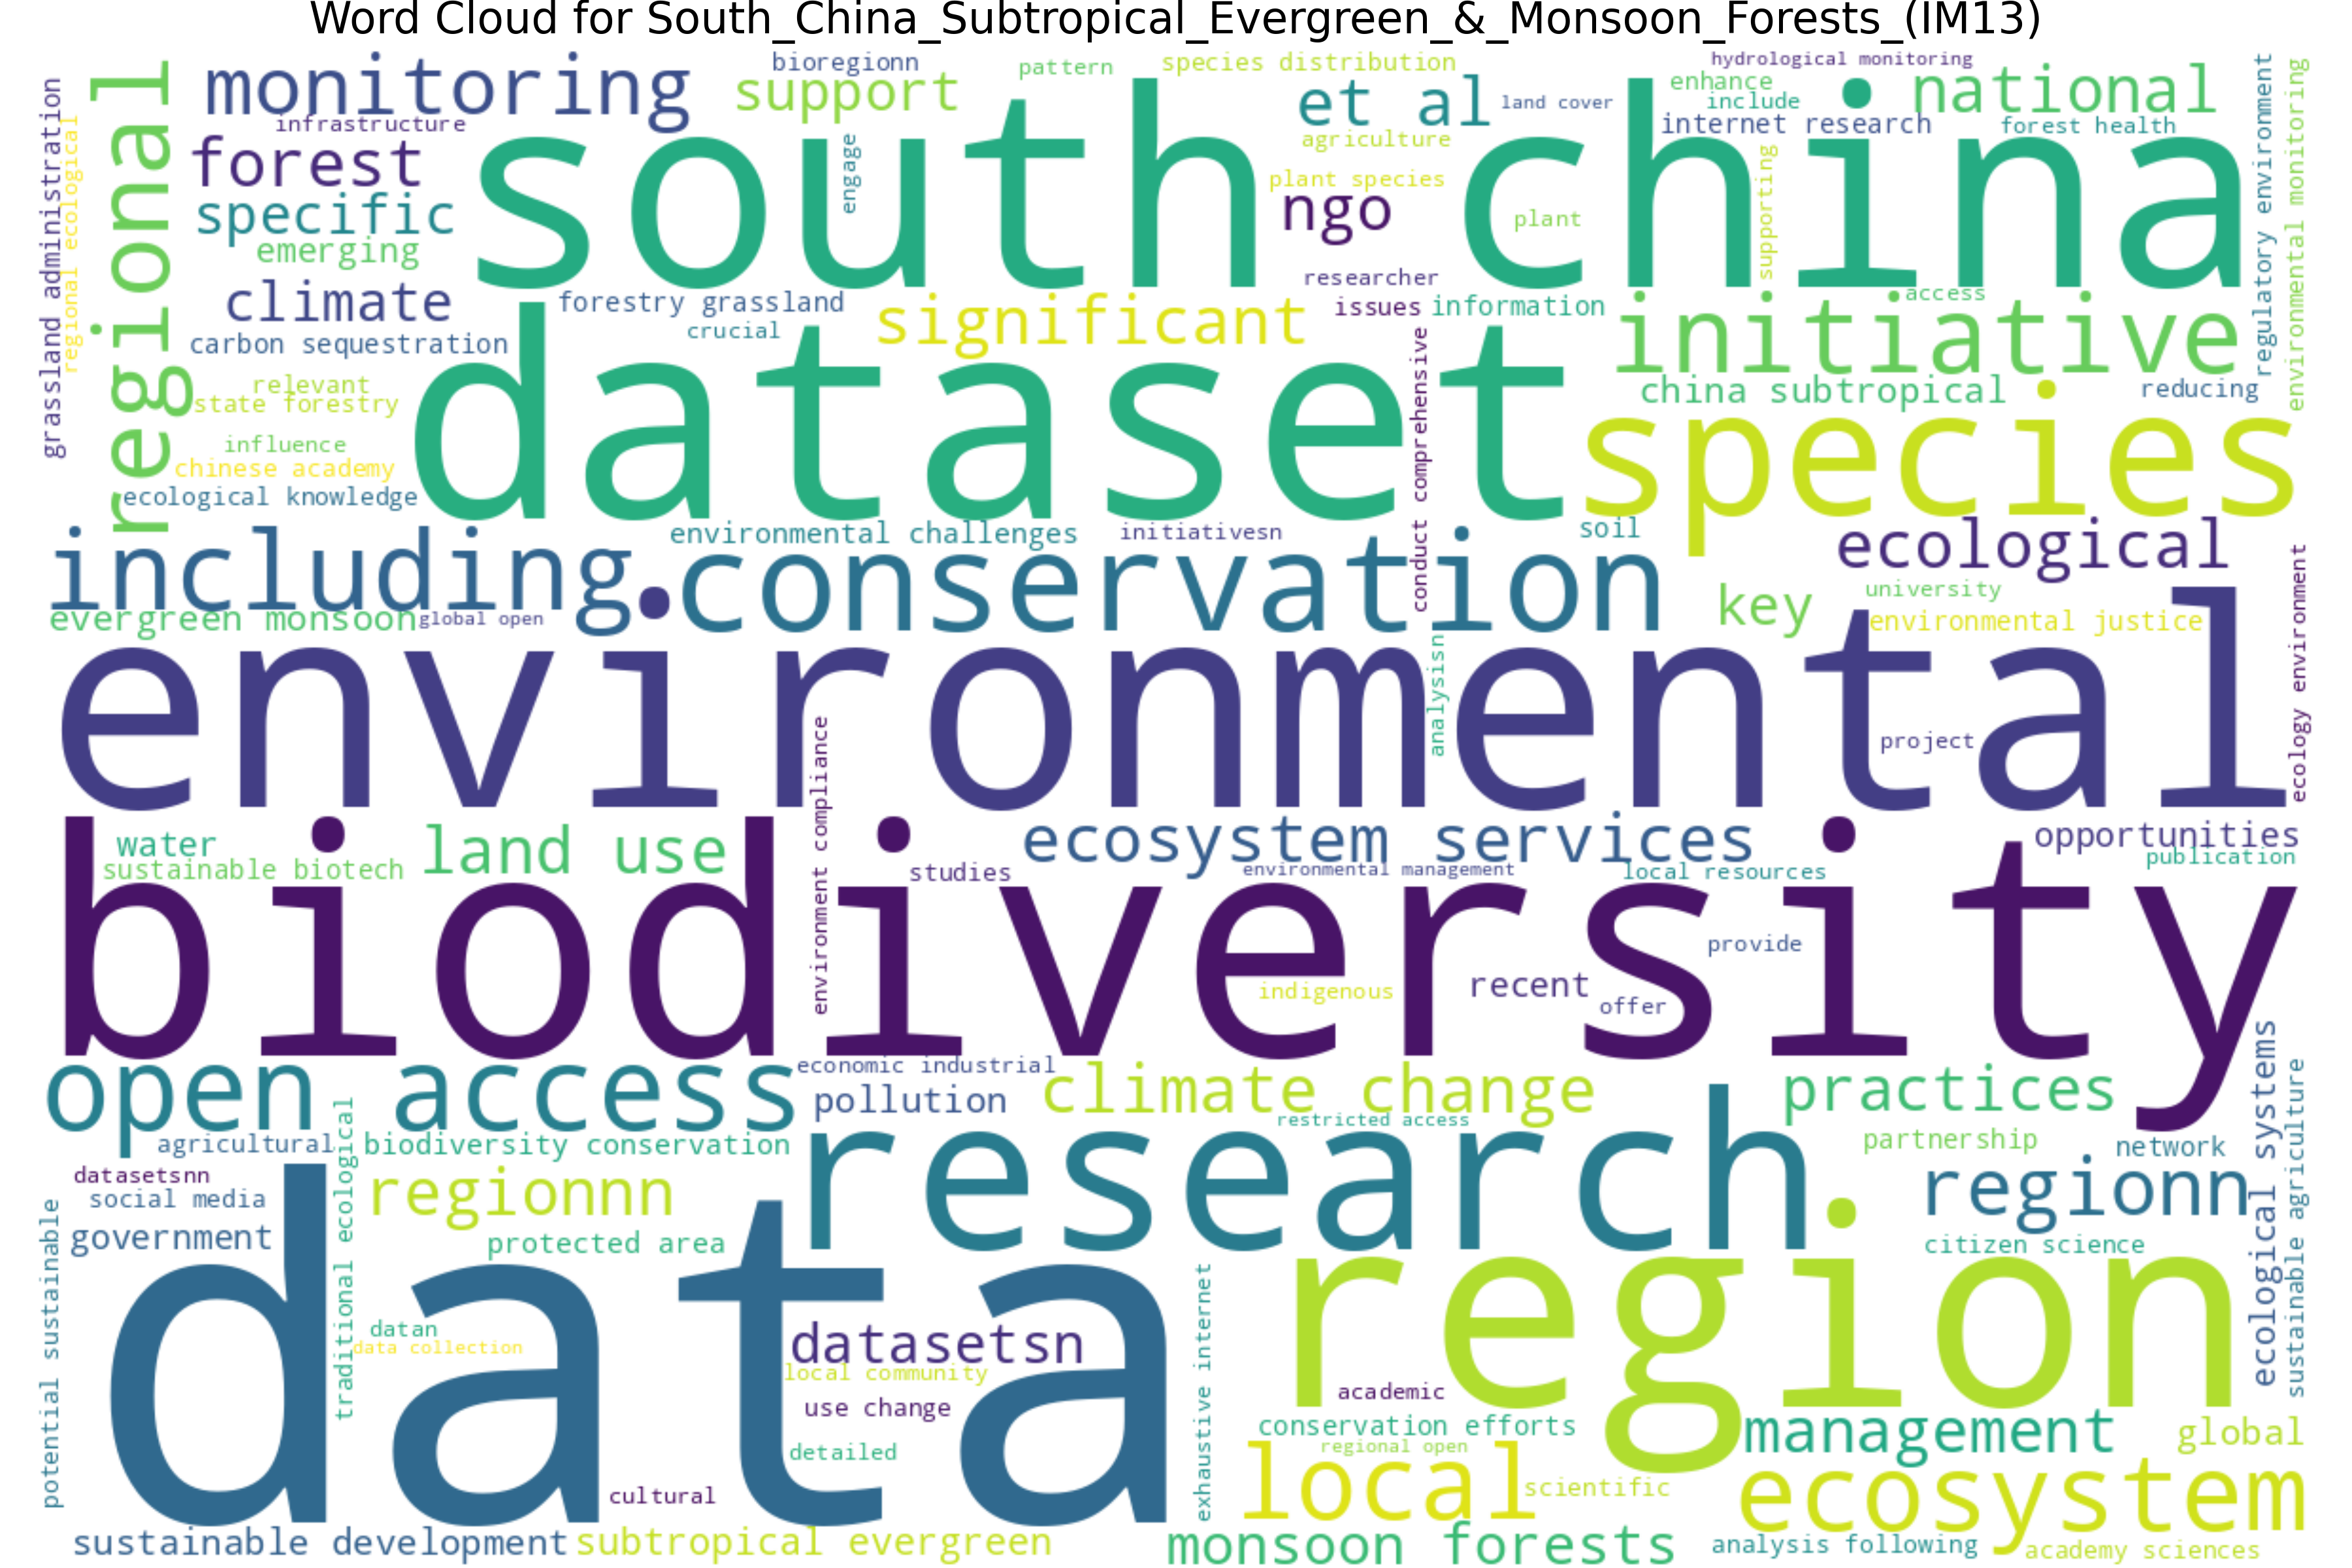 Word Cloud for South_China_Subtropical_Evergreen_&_Monsoon_Forests_(IM13)
bioregionn
pattern
species distribution
hydrological monitoring
monitoring
support
et al
land cover
enhance
include
national
infrastructure
south china
agriculture
internet research
forest health
forest
engage
plant species
supporting
specific
ngo
plant
emerging
regional
grassland administration
regional ecological
regulatory environment
environmental monitoring
climate
forestry grassland
crucial
significant
researcher
issues
information
access
initiative
carbon sequestration
relevant
state forestry
influence
chinese academy
ecological knowledge
dataset
conduct comprehensive
china subtropical
reducing
species
including
environmental challenges
initiativesn
soil
ecological
conservation
evergreen monsoon
global open
key
university
environmental justice
ecology environment
environmental
analysisn
project
environment compliance
water
sustainable biotech
land use
ecosystem services
opportunities
publication
studies
environmental management
local resources
biodiversity
provide
indigenous
recent
offer
open access
economic industrial
pollution
climate change
practices
restricted access
agricultural
biodiversity conservation
research
partnership
network
ecological systems
sustainable agriculture
datasetsnn
social media
government
regionnn
regionn
traditional ecological
potential sustainable
protected area
citizen science
data
region
datan
data collection
datasetsn
local community
use change
exhaustive internet
academic
conservation efforts
regional open
management
global
detailed
cultural
local
scientific
ecosystem
sustainable development
subtropical evergreen
monsoon forests
analysis following
academy sciences